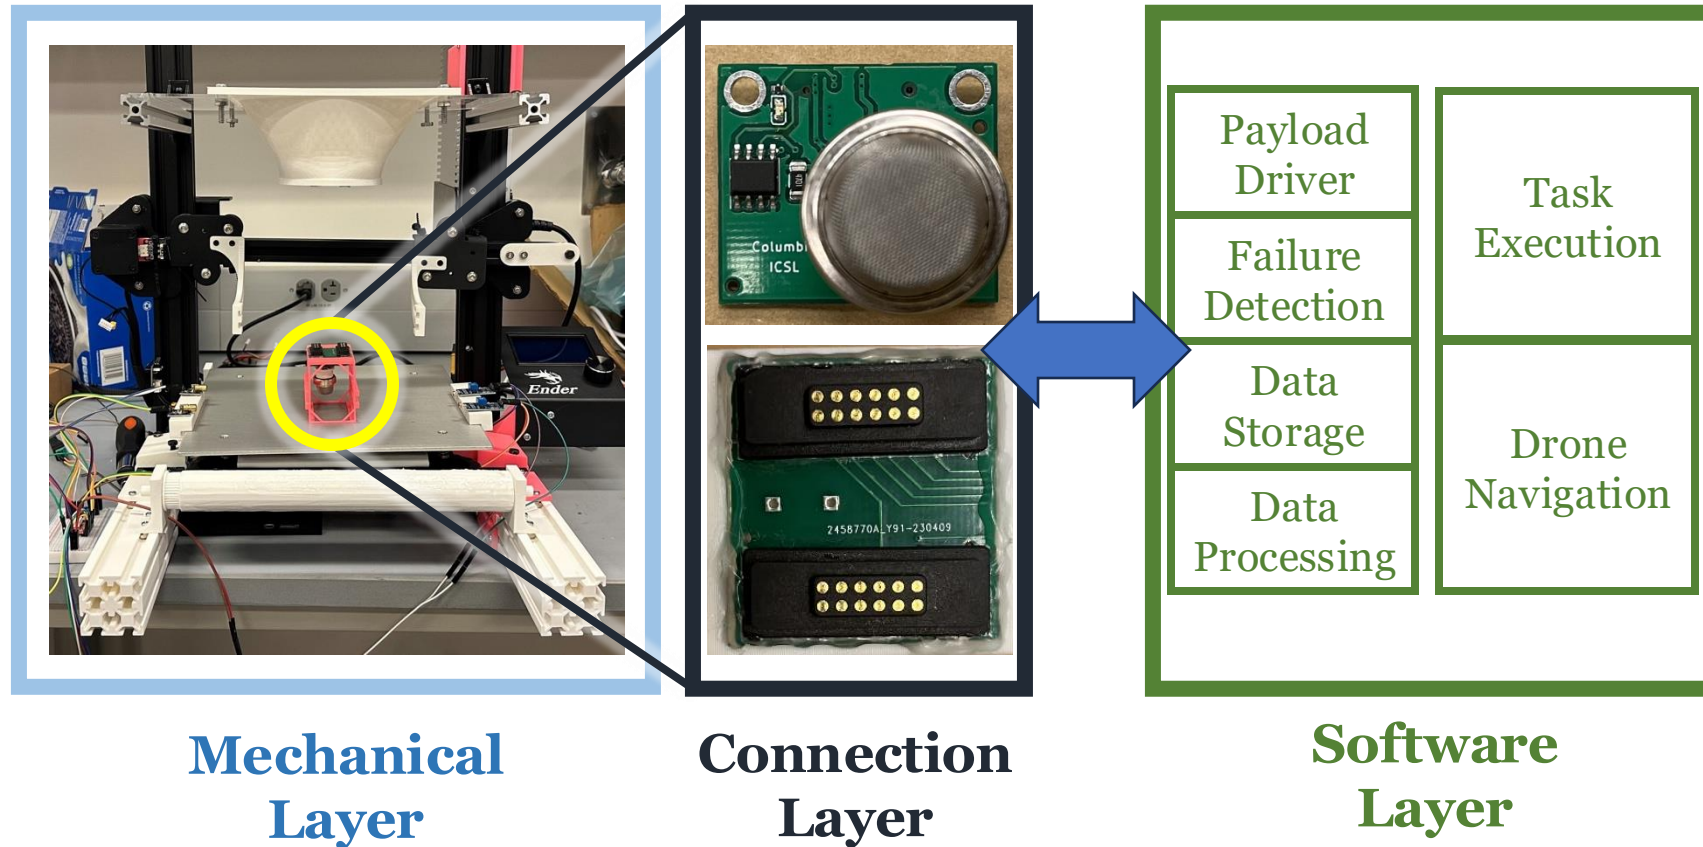 Ender
Columbi
ICSL
2458770A_Y91-230409
Payload
Driver
Failure
Detection
Data
Storage
Data
Processing
Task
Execution
Drone
Navigation
Mechanical
Layer
Connection
Layer
Software
Layer